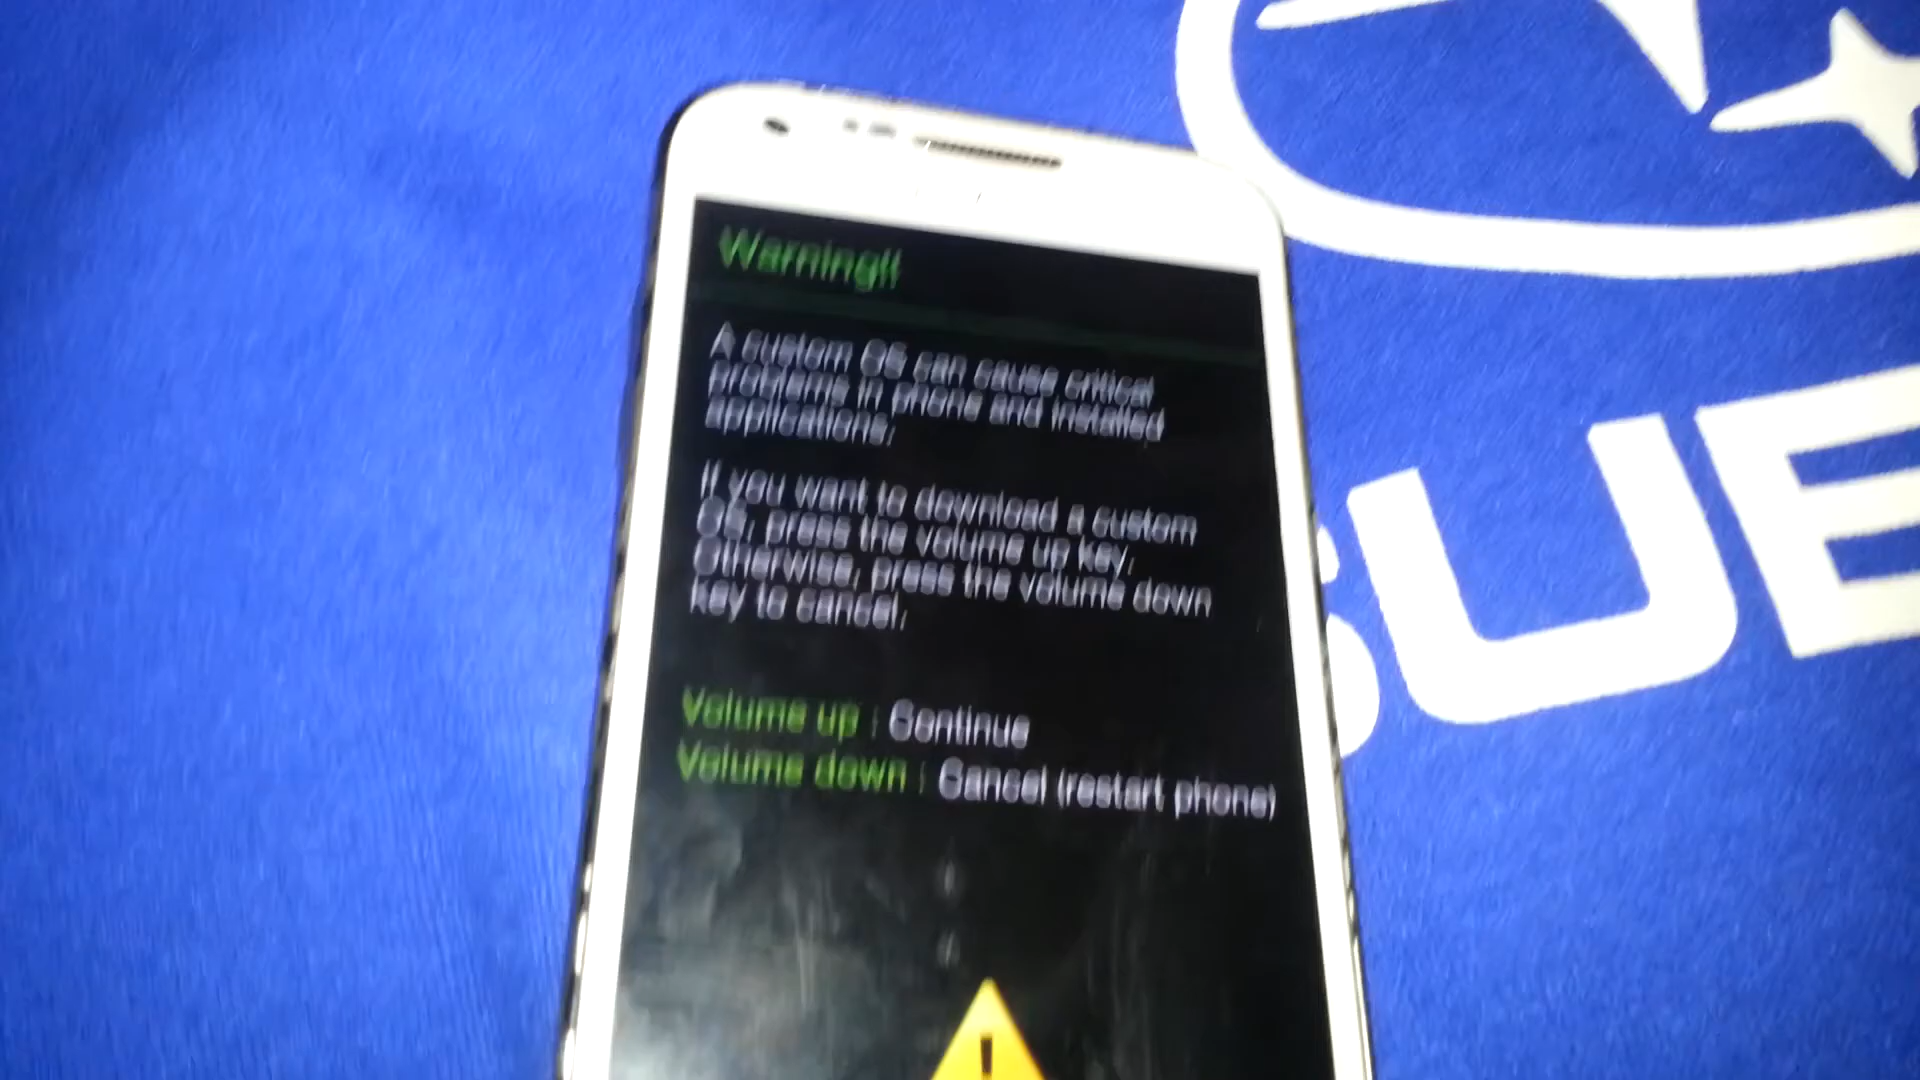 Warning!!
A custom OS can cause critical
problems in phone and installed
applications.
If you want to download a custom
OS, press the volume up key.
Otherwise, press the volume down
key to cancel.
Volume up : Continue
Volume down : Cancel (restart phone)
SUB